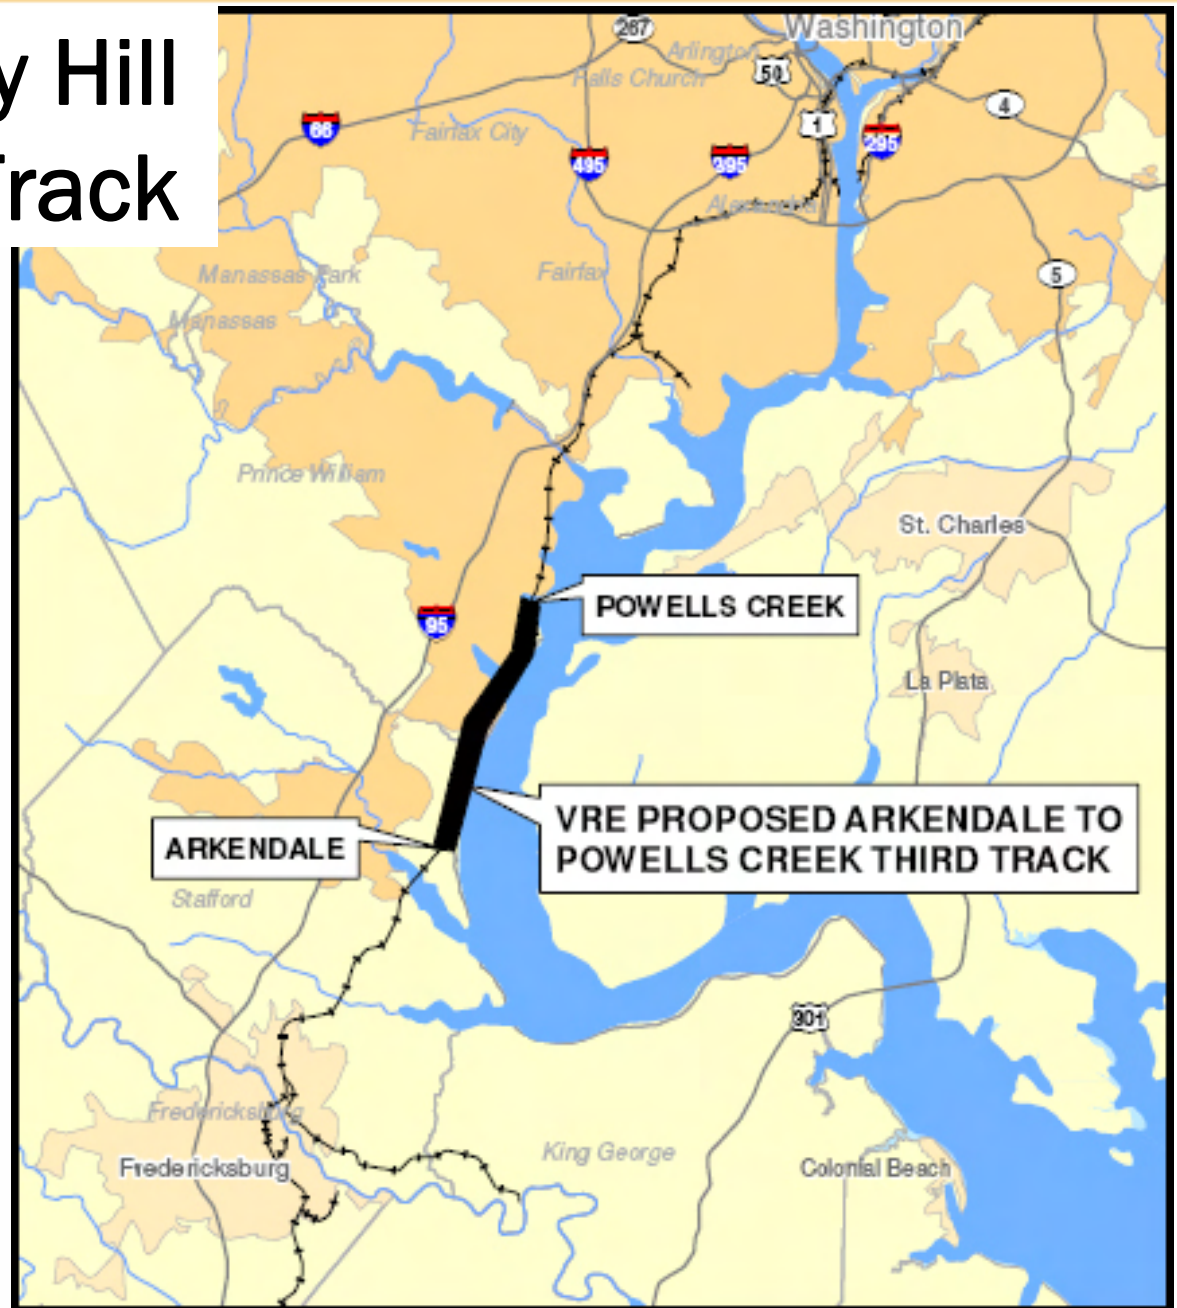 y Hill
Track
267
Washington
Arlington
50
Falls Church
66
Fairfax City
1
4
495
395
295
Alexandria
Manassas Park
Fairfax
5
Manassas
Prince William
St. Charles
POWELLS CREEK
95
La Plata
VRE PROPOSED ARKENDALE TO
POWELLS CREEK THIRD TRACK
ARKENDALE
Stafford
301
Fredericksburg
King George
Fredericksburg
Colonial Beach